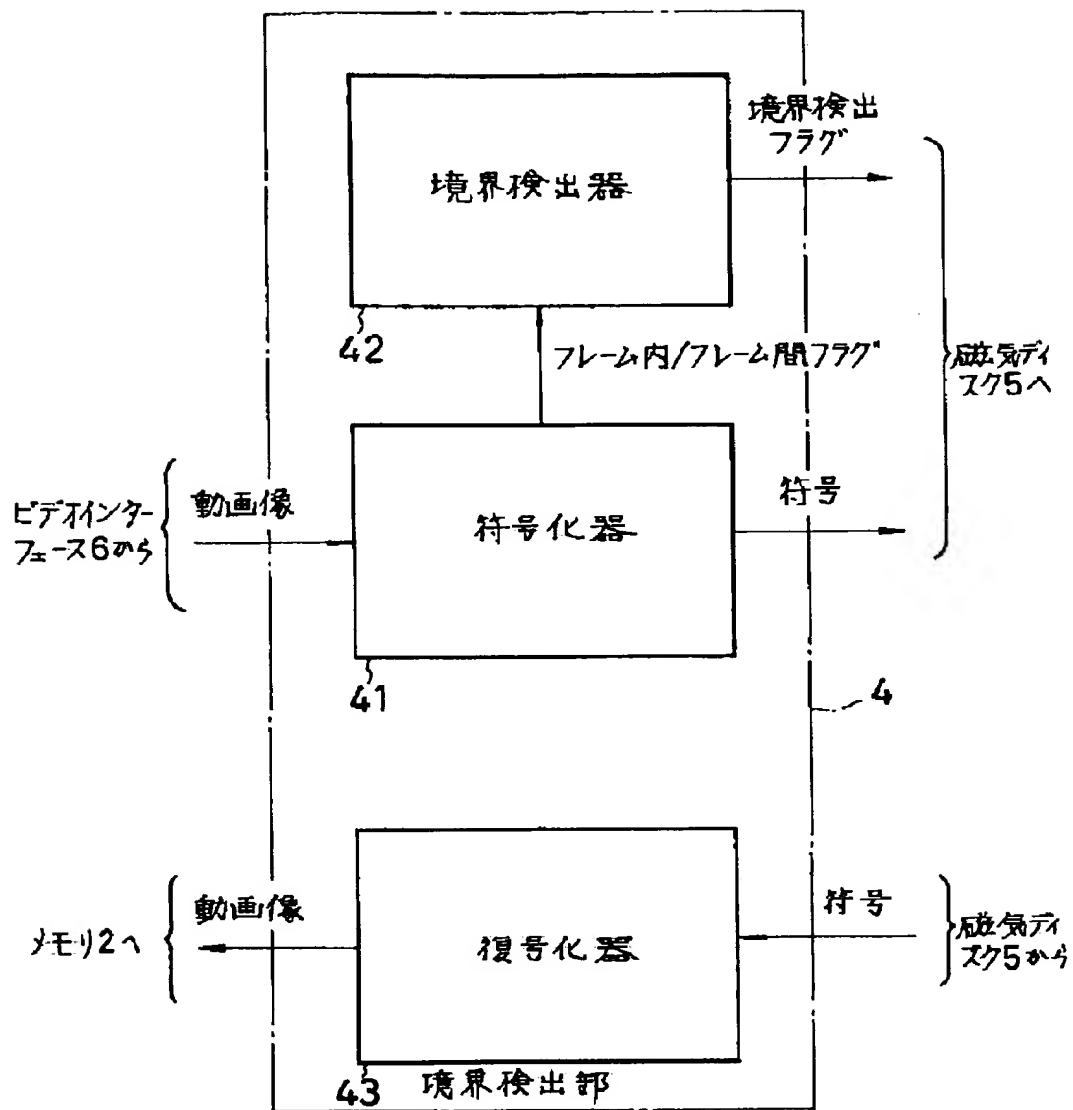 境界検出
フラグ
境界検出器
42
フレーム内/フレーム間フラグ
磁気ディ
スク5へ
ビデオインター
フェース6から
動画像
符号化器
符号
41
4
メモリ2へ
動画像
復号化器
符号
磁気ディ
スク5から
43
境界検出部